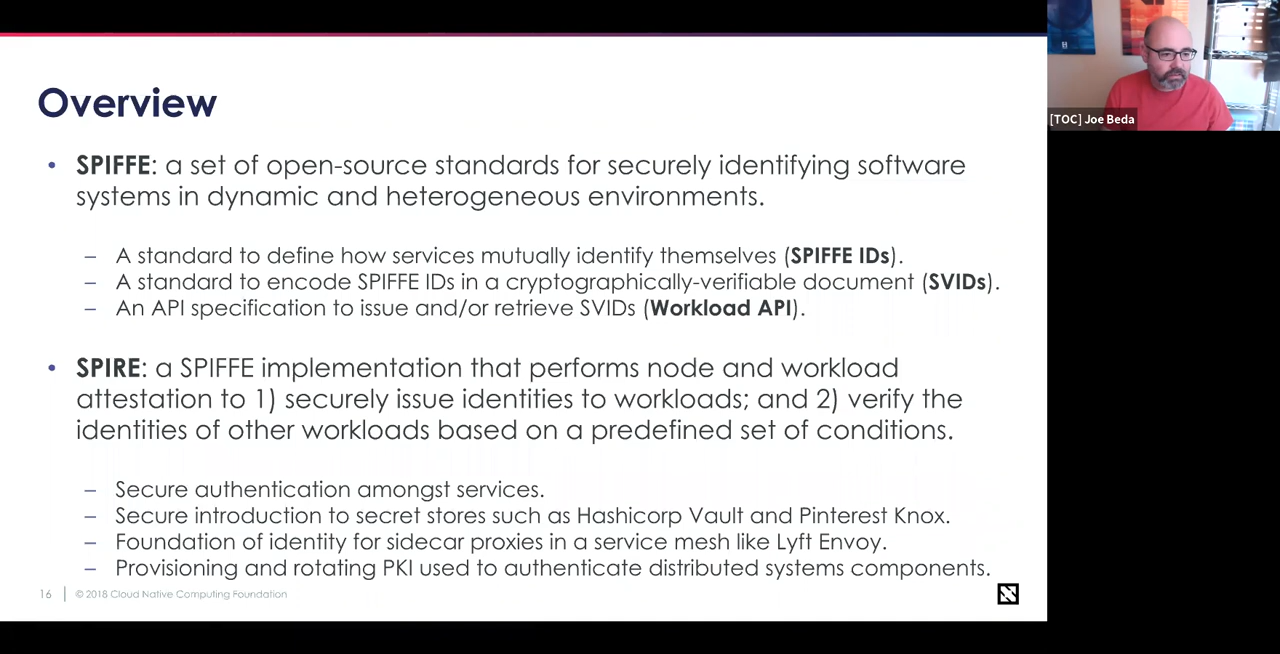 Overview
• SPIFFE: a set of open-source standards for securely identifying software
systems in dynamic and heterogeneous environments.
– A standard to define how services mutually identify themselves (SPIFFE IDs).
– A standard to encode SPIFFE IDs in a cryptographically-verifiable document (SVIDs).
– An API specification to issue and/or retrieve SVIDs (Workload API).
• SPIRE: a SPIFFE implementation that performs node and workload
attestation to 1) securely issue identities to workloads; and 2) verify the
identities of other workloads based on a predefined set of conditions.
– Secure authentication amongst services.
– Secure introduction to secret stores such as Hashicorp Vault and Pinterest Knox.
– Foundation of identity for sidecar proxies in a service mesh like Lyft Envoy.
– Provisioning and rotating PKI used to authenticate distributed systems components.
16 | © 2018 Cloud Native Computing Foundation
[TOC] Joe Beda